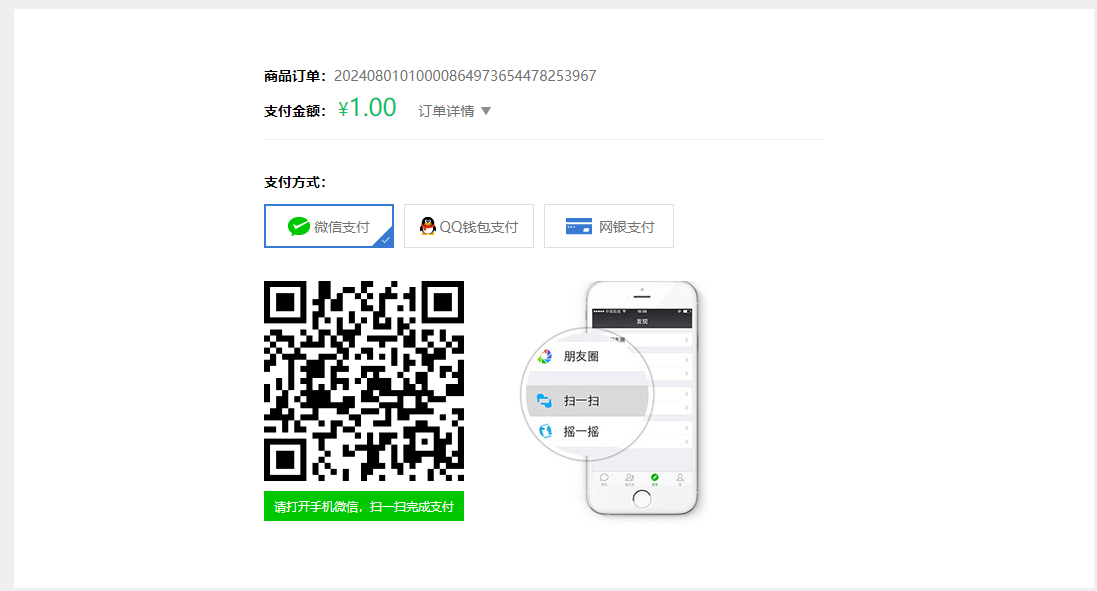 商品订单：2024080101000086497365447825​3967
支付金额：¥1.00 订单详情 ▼
支付方式：
微信支付 QQ钱包支付 网银支付
发现
朋友圈
扫一扫
摇一摇
请打开手机微信，扫一扫完成支付